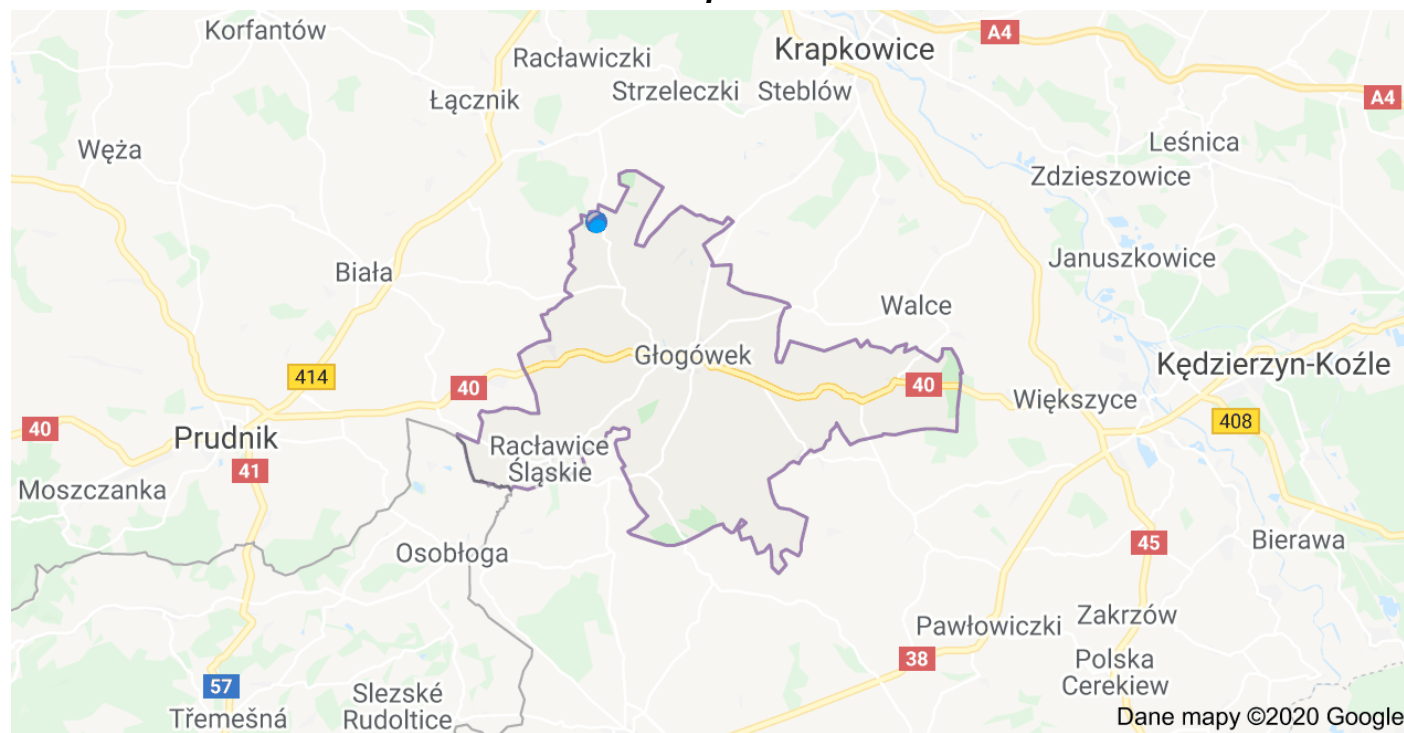 Korfantów
Krapkowice
A4
Racławiczki
Łącznik
Strzeleczki
Steblów
A4
Węża
Leśnica
Zdzieszowice
Biała
Januszkowice
Walce
Głogówek
Kędzierzyn-Koźle
414
40
40
Większyce
408
40
Prudnik
Racławice
Śląskie
41
Moszczanka
45
Bierawa
Osobłoga
Pawłowiczki
Zakrzów
38
Polska
Cerekiew
57
Slezské
Rudoltice
Třemešná
Dane mapy ©2020 Google